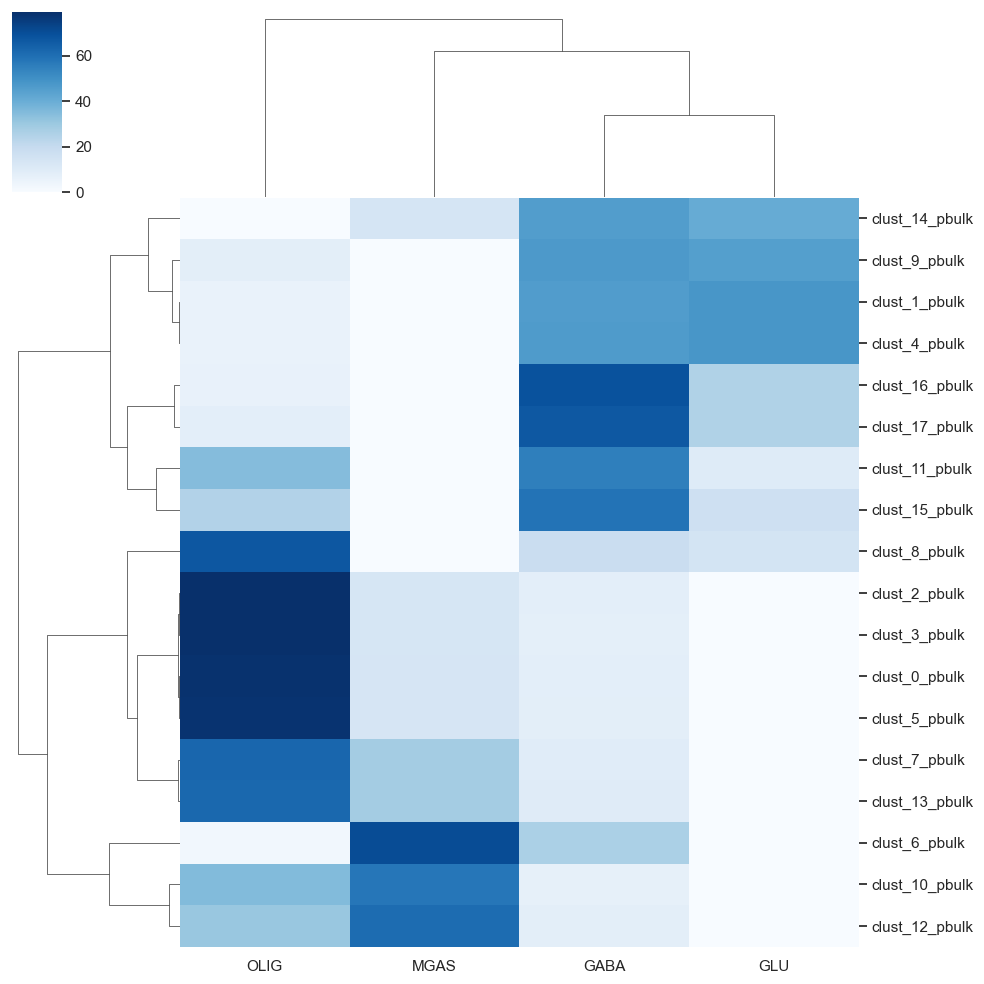 60
40
20
0
clust_14_pbulk
clust_9_pbulk
clust_1_pbulk
clust_4_pbulk
clust_16_pbulk
clust_17_pbulk
clust_11_pbulk
clust_15_pbulk
clust_8_pbulk
clust_2_pbulk
clust_3_pbulk
clust_0_pbulk
clust_5_pbulk
clust_7_pbulk
clust_13_pbulk
clust_6_pbulk
clust_10_pbulk
clust_12_pbulk
OLIG MGAS GABA GLU